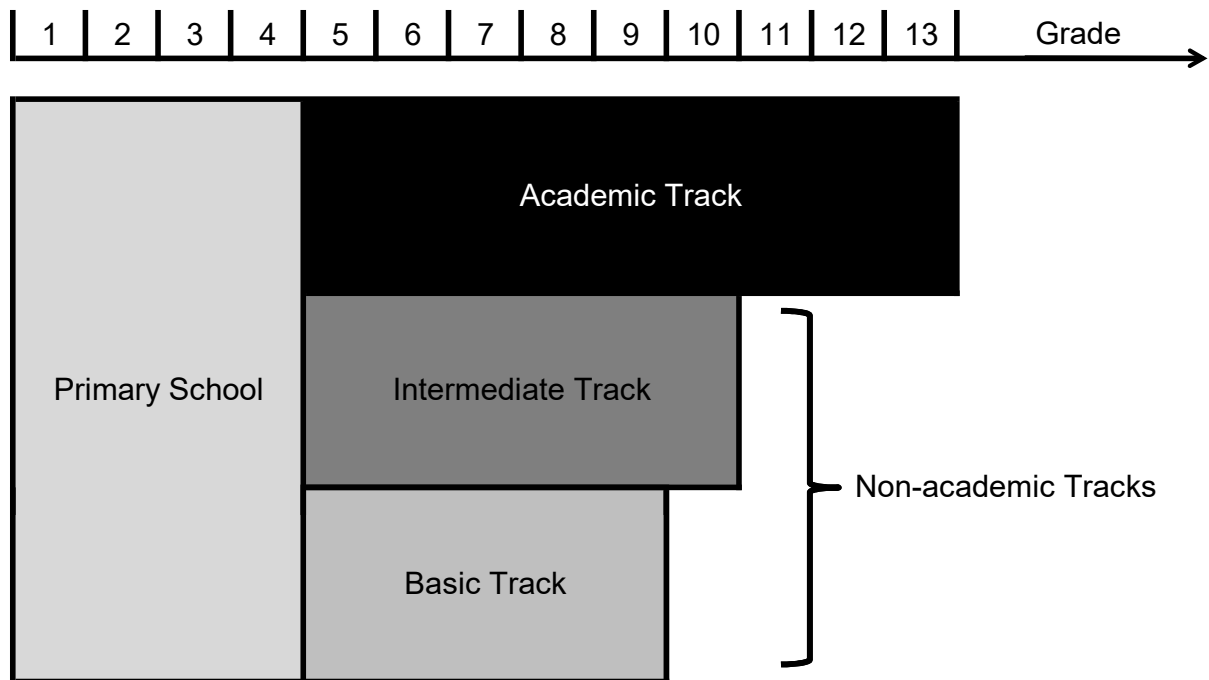 1 2 3 4 5 6 7 8 9 10 11 12 13 Grade
Academic Track
Primary School
Intermediate Track
Non-academic Tracks
Basic Track